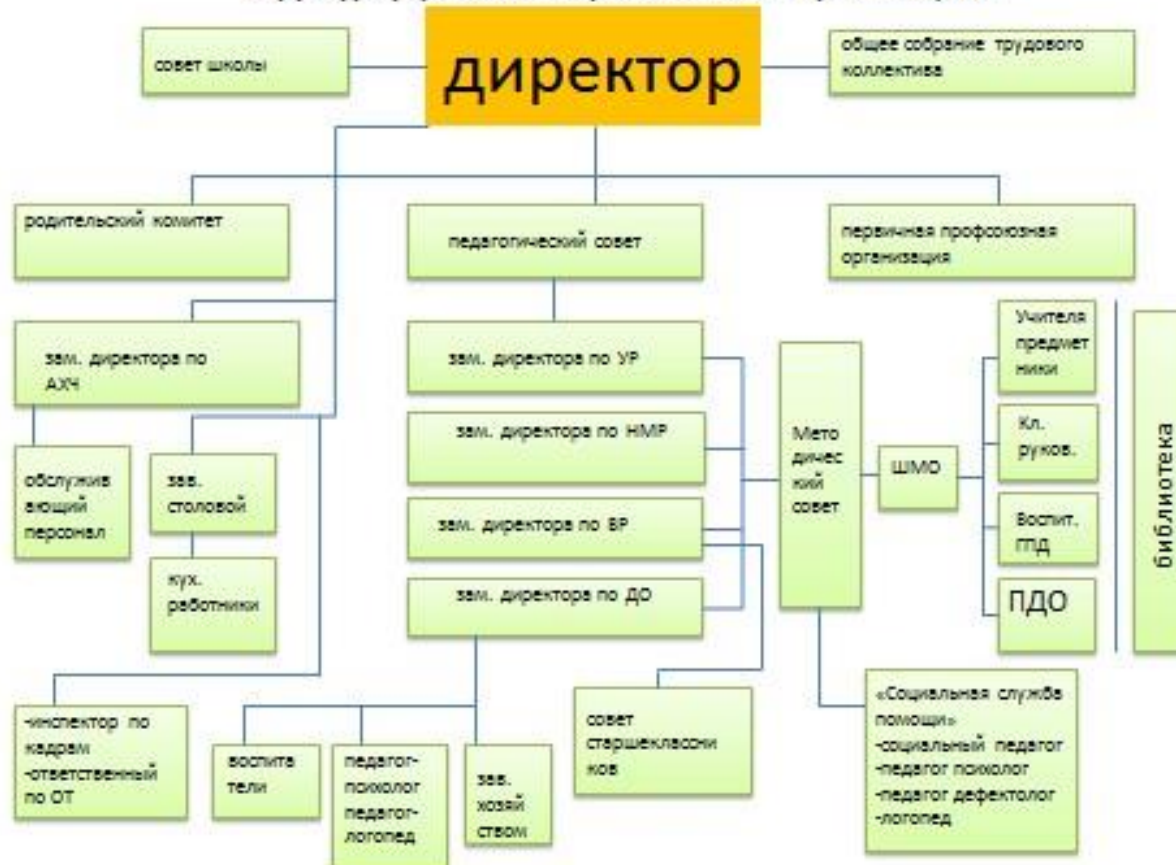 совет школы
директор
общее собрание трудового
коллектива
родительский комитет
педагогический совет
первичная профсоюзная
организация
зам. директора по
АХЧ
зам. директора по УР
зам. директора по НМР
зам. директора по ВР
зам. директора по ДО
Мето
дичес
кий
совет
ШМО
Учителя
предмет
ники
Кл.
руков.
Воспит.
ГПД
ПДО
библиотека
обслужив
ающий
персонал
зав.
столовой
кух.
работники
-инспектор по
кадрам
-ответственный
по ОТ
воспита
тели
педагог-
психолог
педагог-
логопед
зав.
хозяй
ством
совет
старшеклассни
ков
«Социальная служба
помощи»
-социальный педагог
-педагог психолог
-педагог дефектолог
-логопед